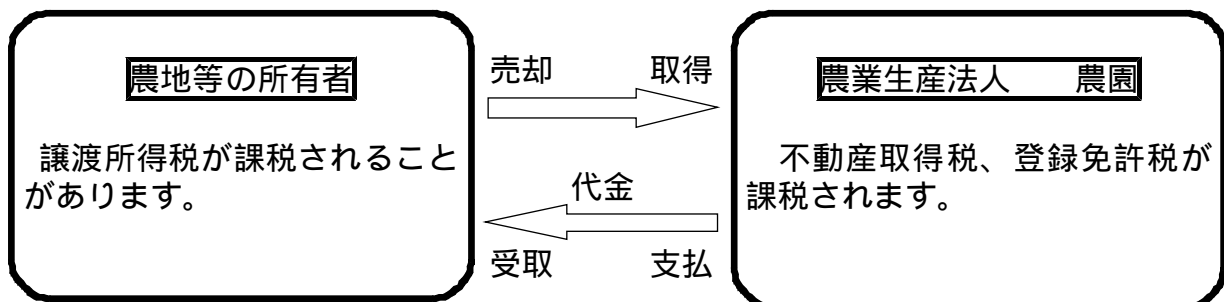 農地等の所有者
譲渡所得税が課税されること
があります。
売却　取得
代金
受取　支払
農業生産法人　　農園
不動産取得税、登録免許税が
課税されます。